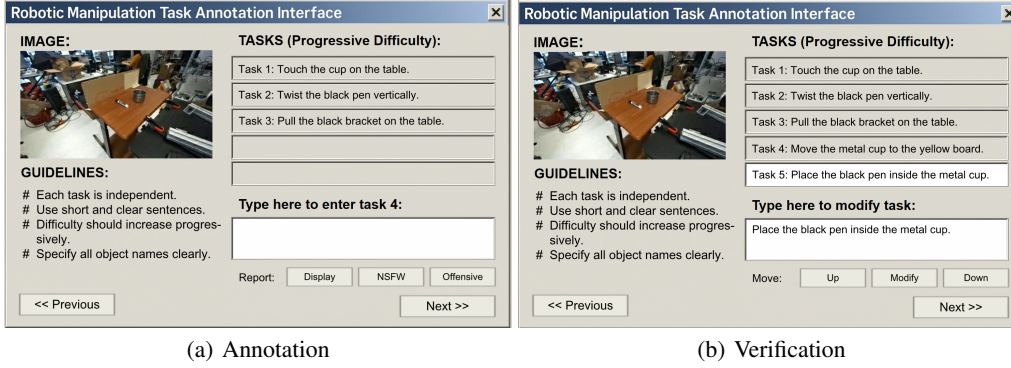 Robotic Manipulation Task Annotation Interface
IMAGE:
TASKS (Progressive Difficulty):
Task 1: Touch the cup on the table.
Task 2: Twist the black pen vertically.
Task 3: Pull the black bracket on the table.
GUIDELINES:
# Each task is independent.
# Use short and clear sentences.
# Difficulty should increase progres-
sively.
# Specify all object names clearly.
Type here to enter task 4:
Report: Display NSFW Offensive
<< Previous
Next >>
(a) Annotation
Robotic Manipulation Task Annotation Interface
IMAGE:
TASKS (Progressive Difficulty):
Task 1: Touch the cup on the table.
Task 2: Twist the black pen vertically.
Task 3: Pull the black bracket on the table.
Task 4: Move the metal cup to the yellow board.
Task 5: Place the black pen inside the metal cup.
GUIDELINES:
# Each task is independent.
# Use short and clear sentences.
# Difficulty should increase progres-
sively.
# Specify all object names clearly.
Type here to modify task:
Place the black pen inside the metal cup.
Move: Up Modify Down
<< Previous
Next >>
(b) Verification